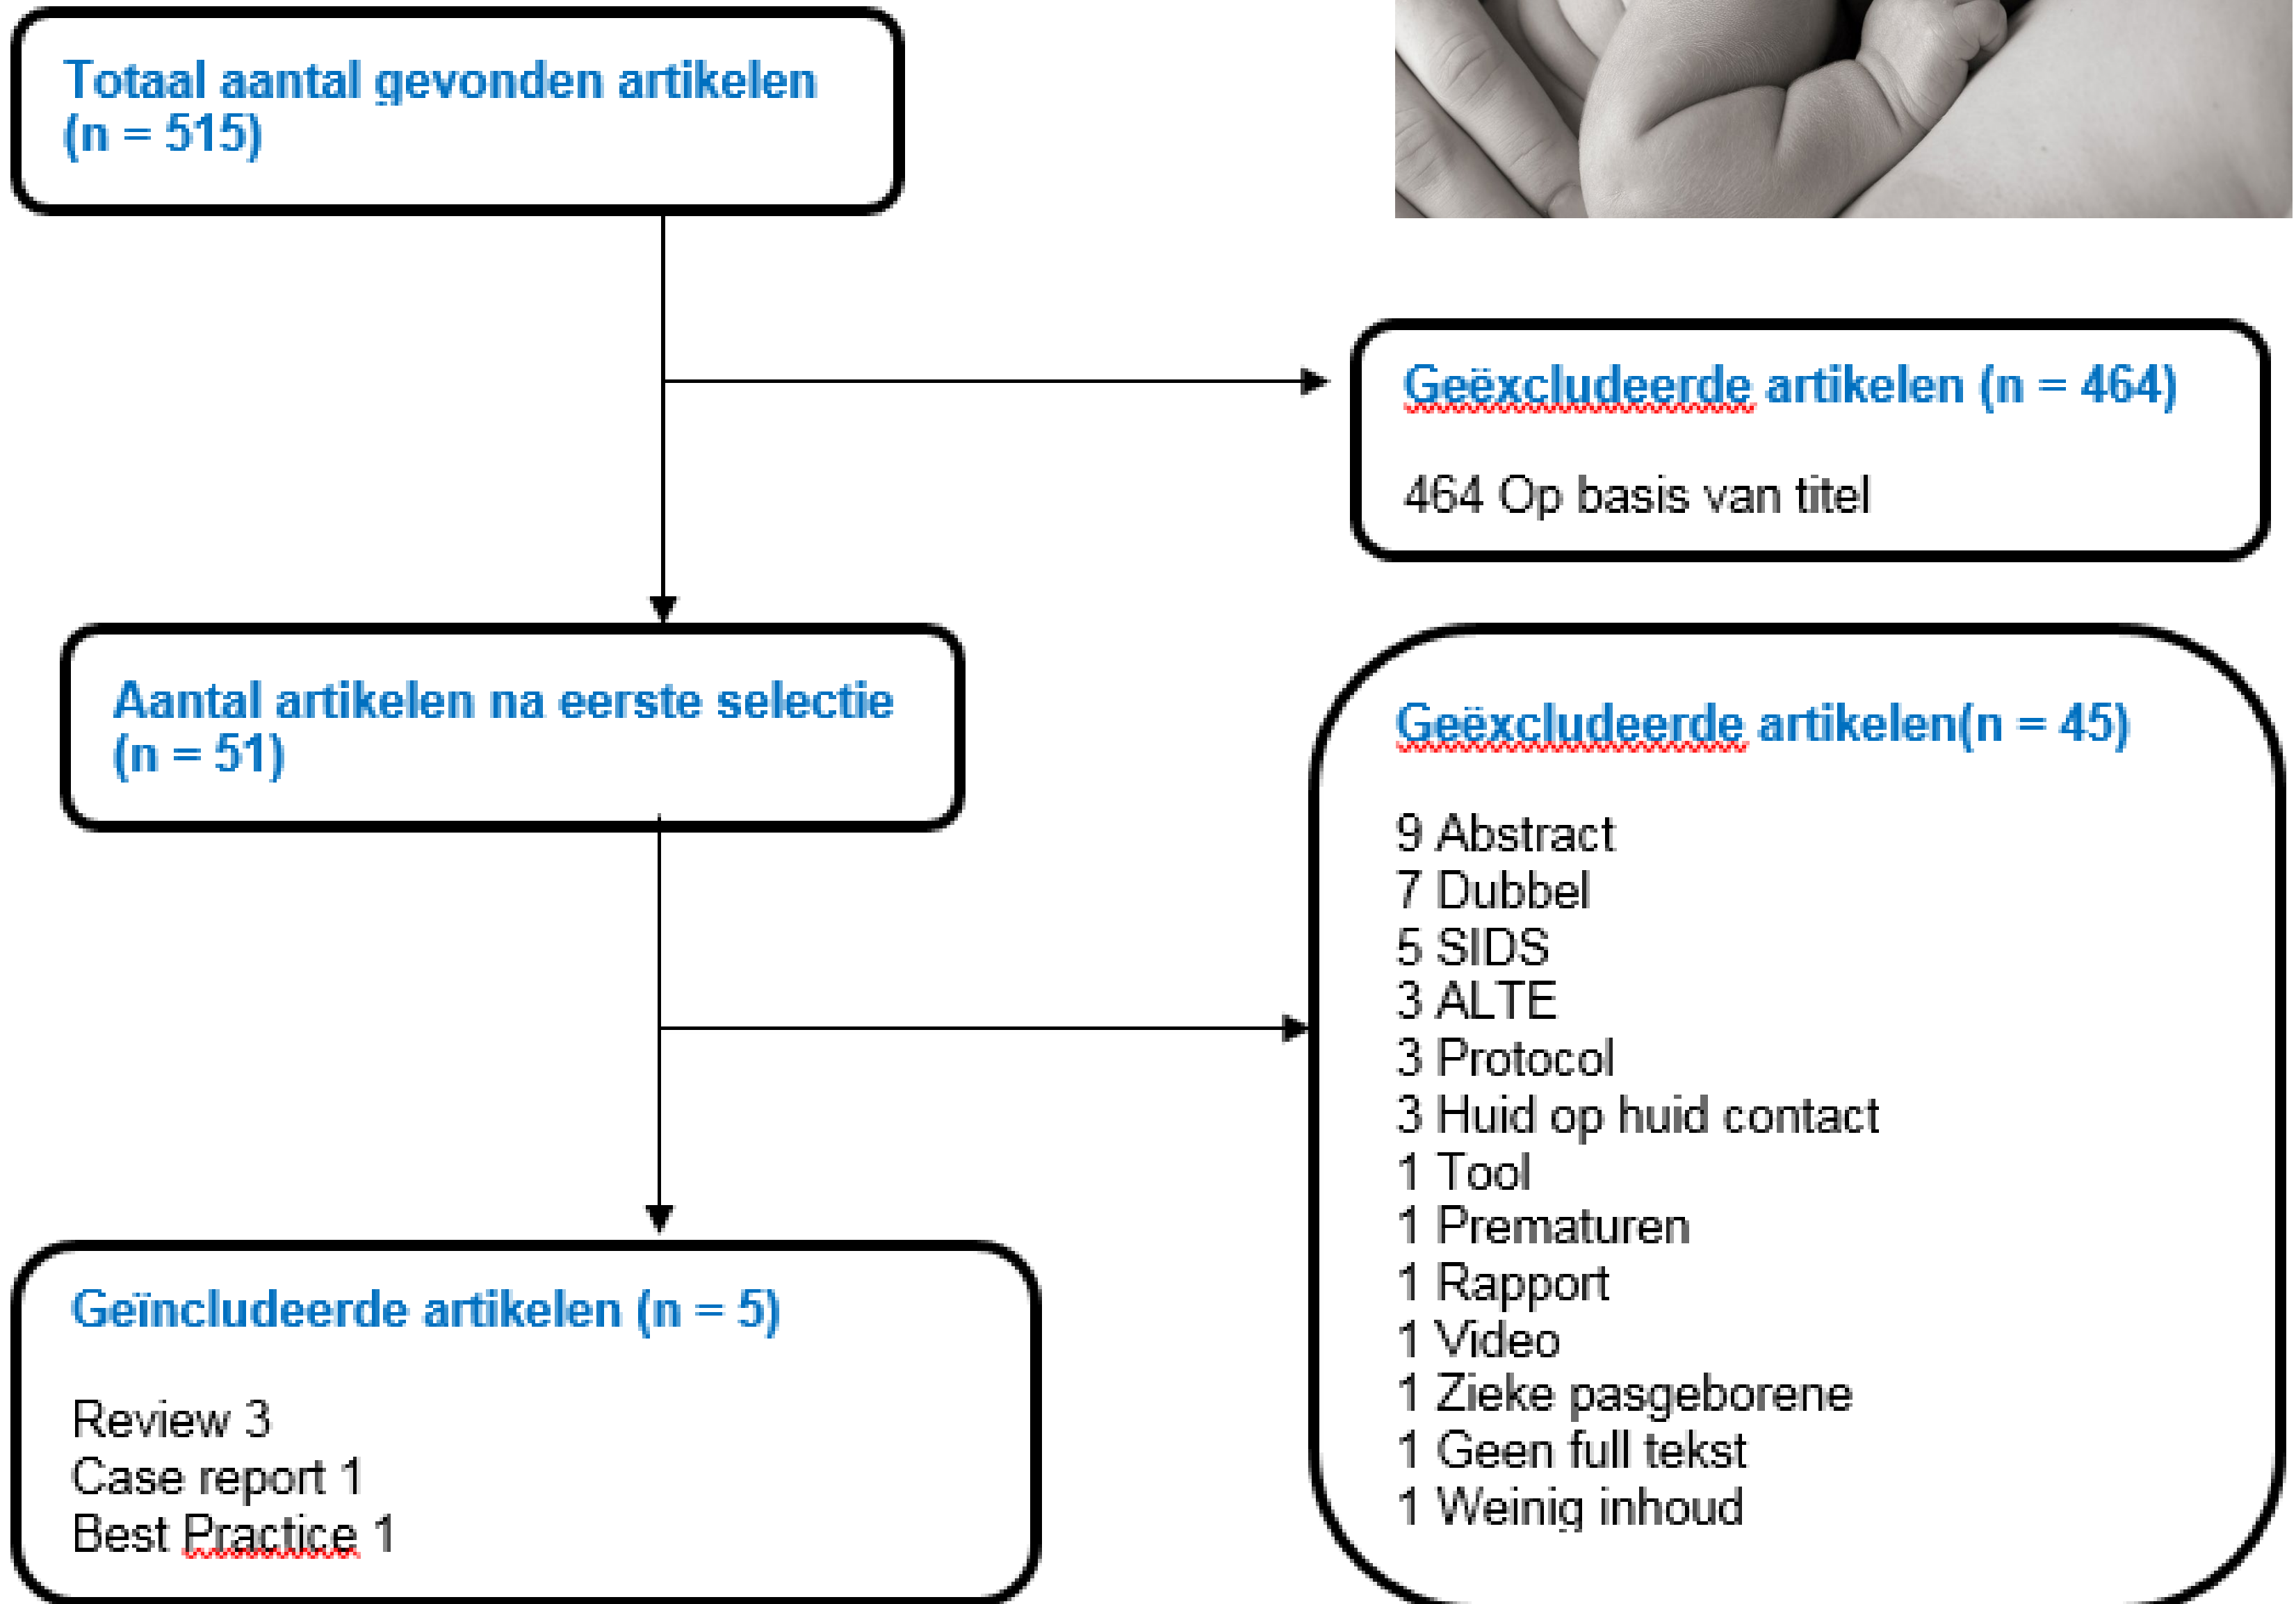 Totaal aantal gevonden artikelen
(n = 515)
Geëxcludeerde artikelen (n = 464)
464 Op basis van titel
Aantal artikelen na eerste selectie
(n = 51)
Geëxcludeerde artikelen(n = 45)
9 Abstract
7 Dubbel
5 SIDS
3 ALTE
3 Protocol
3 Huid op huid contact
1 Tool
1 Prematuren
1 Rapport
1 Video
1 Zieke pasgeborene
1 Geen full tekst
1 Weinig inhoud
Geïncludeerde artikelen (n = 5)
Review 3
Case report 1
Best Practice 1